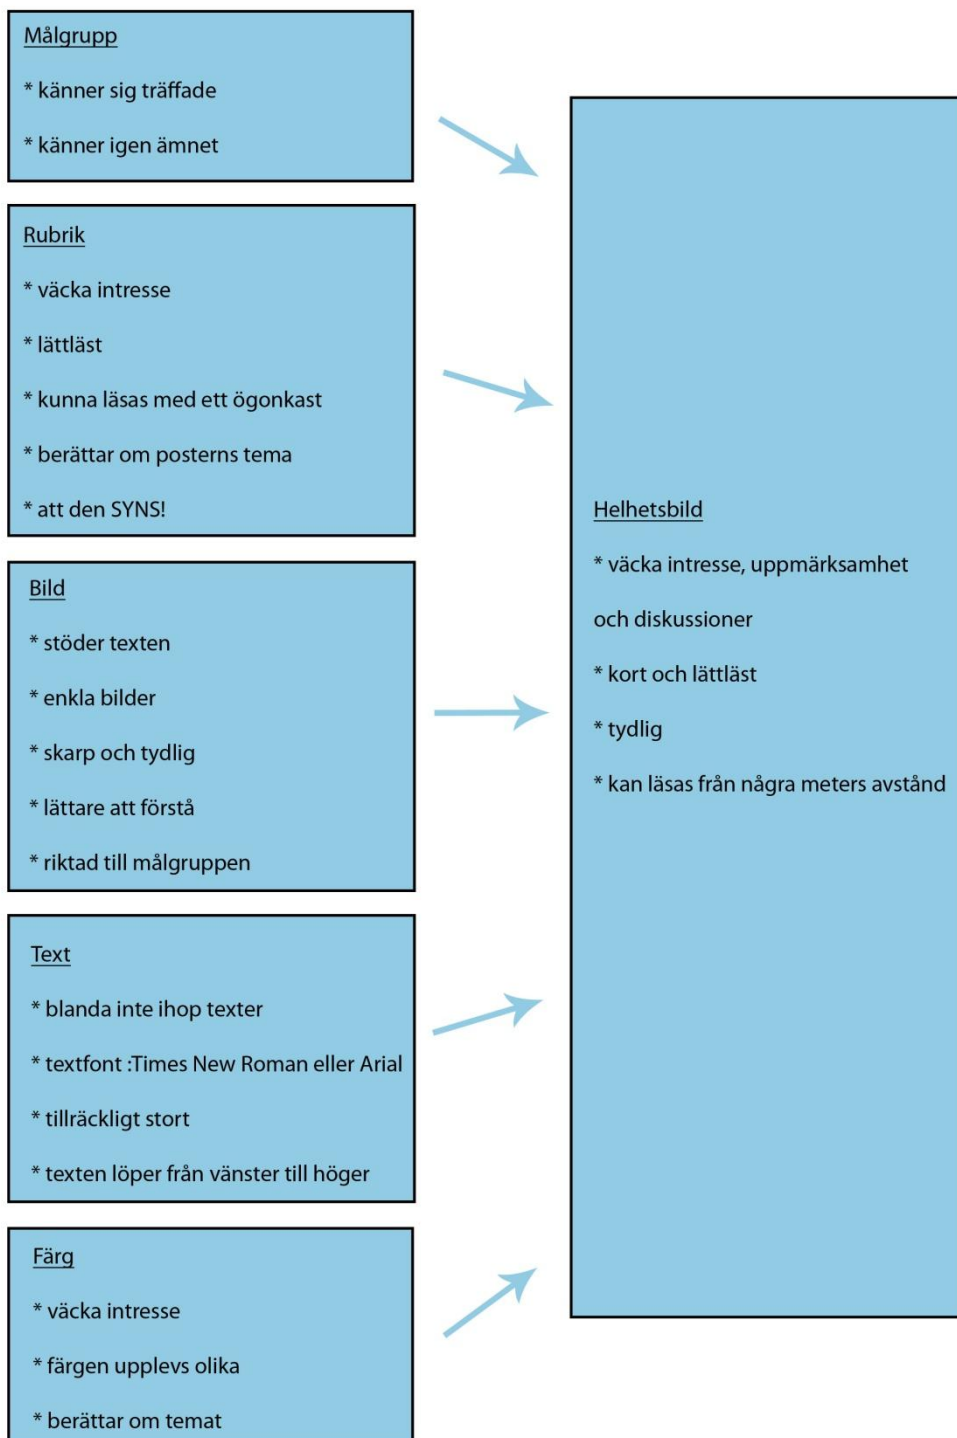 Målgrupp
* känner sig träffade
* känner igen ämnet
Rubrik
* väcka intresse
* lättläst
* kunna läsas med ett ögonkast
* berättar om posterns tema
* att den SYNS!
Bild
* stöder texten
* enkla bilder
* skarp och tydlig
* lättare att förstå
* riktad till målgruppen
Text
* blanda inte ihop texter
* textfont :Times New Roman eller Arial
* tillräckligt stort
* texten löper från vänster till höger
Färg
* väcka intresse
* färgen upplevs olika
* berättar om temat
Helhetsbild
* väcka intresse, uppmärksamhet
och diskussioner
* kort och lättläst
* tydlig
* kan läsas från några meters avstånd